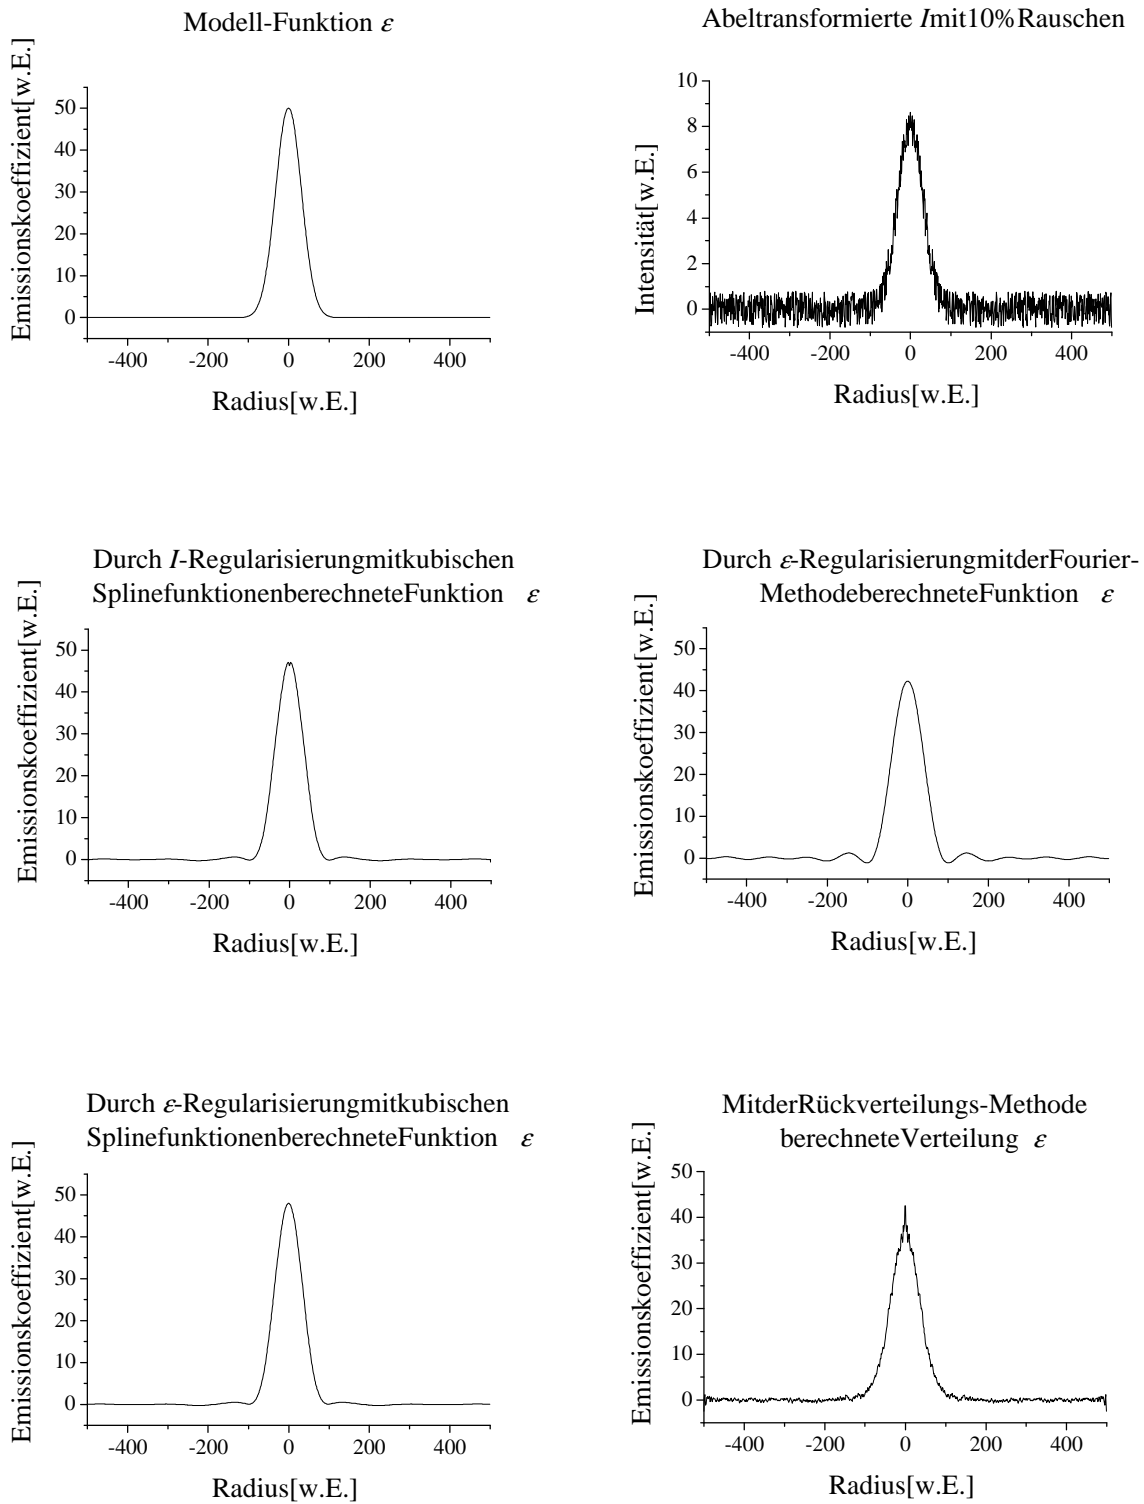 Modell-Funktion ε
Emissionskoeffizient[w.E.]
50
40
30
20
10
0
-400 -200 0 200 400
Radius[w.E.]
Abeltransformierte Imit10%Rauschen
Intensität[w.E.]
10
8
6
4
2
0
-400 -200 0 200 400
Radius[w.E.]
Durch I-Regularisierungmitkubischen
SplinefunktionenberechneteFunktion ε
Emissionskoeffizient[w.E.]
50
40
30
20
10
0
-400 -200 0 200 400
Radius[w.E.]
Durch ε-RegularisierungmitderFourier-
MethodeberechneteFunktion ε
Emissionskoeffizient[w.E.]
50
40
30
20
10
0
-400 -200 0 200 400
Radius[w.E.]
Durch ε-Regularisierungmitkubischen
SplinefunktionenberechneteFunktion ε
Emissionskoeffizient[w.E.]
50
40
30
20
10
0
-400 -200 0 200 400
Radius[w.E.]
MitderRückverteilungs-Methode
berechneteVerteilung ε
Emissionskoeffizient[w.E.]
50
40
30
20
10
0
-400 -200 0 200 400
Radius[w.E.]